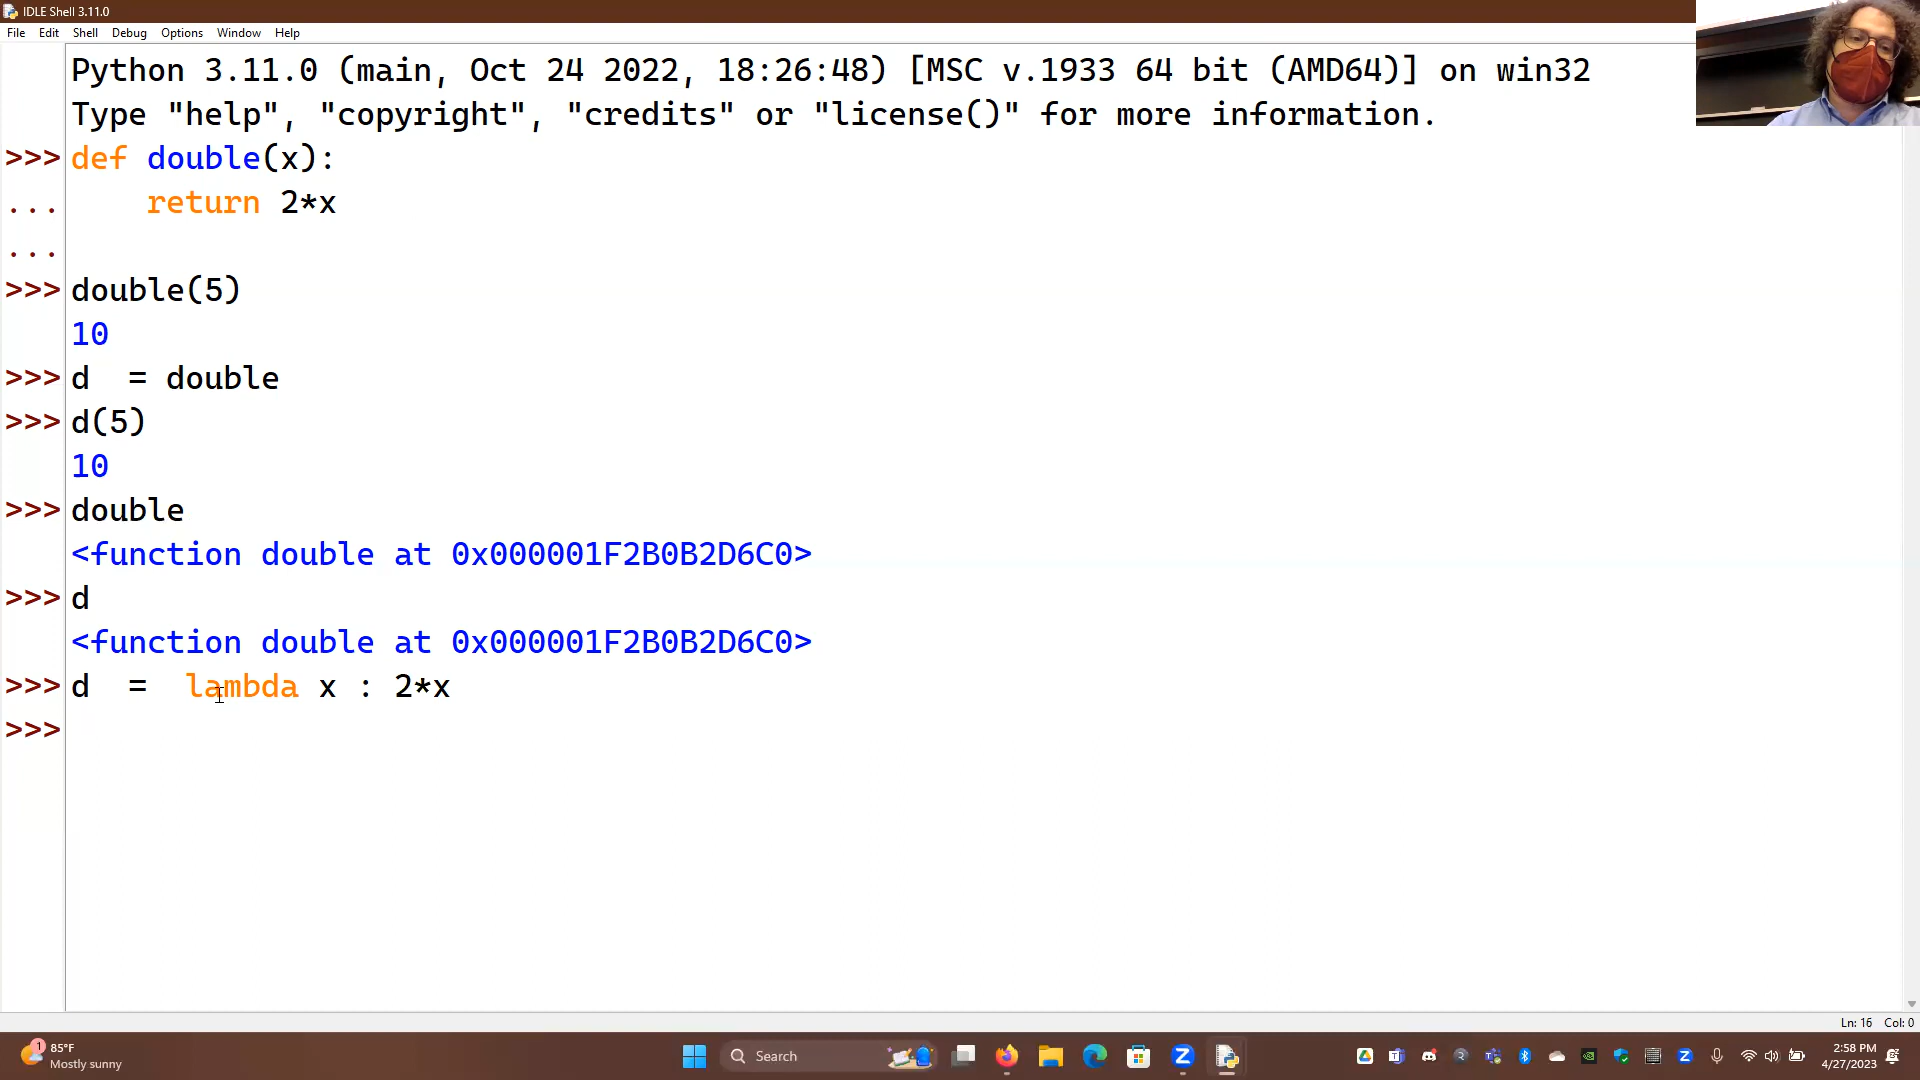 IDLE Shell 3.11.0
File Edit Shell Debug Options Window Help
Python 3.11.0 (main, Oct 24 2022, 18:26:48) [MSC v.1933 64 bit (AMD64)] on win32
Type "help", "copyright", "credits" or "license()" for more information.
>>> def double(x):
...     return 2*x
...
>>> double(5)
10
>>> d  = double
>>> d(5)
10
>>> double
<function double at 0x000001F2B0B2D6C0>
>>> d
<function double at 0x000001F2B0B2D6C0>
>>> d  =  lambda x : 2*x
>>>
Ln: 16 Col: 0
1
85°F
Mostly sunny
Search
2:58 PM
4/27/2023